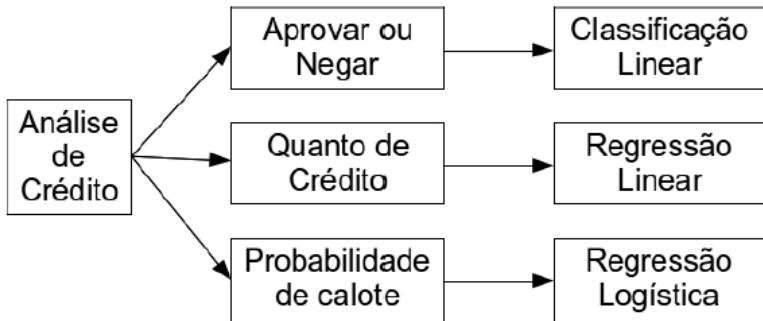 Análise
de
Crédito
Aprovar ou
Negar
Classificação
Linear
Quanto de
Crédito
Regressão
Linear
Probabilidade
de calote
Regressão
Logística